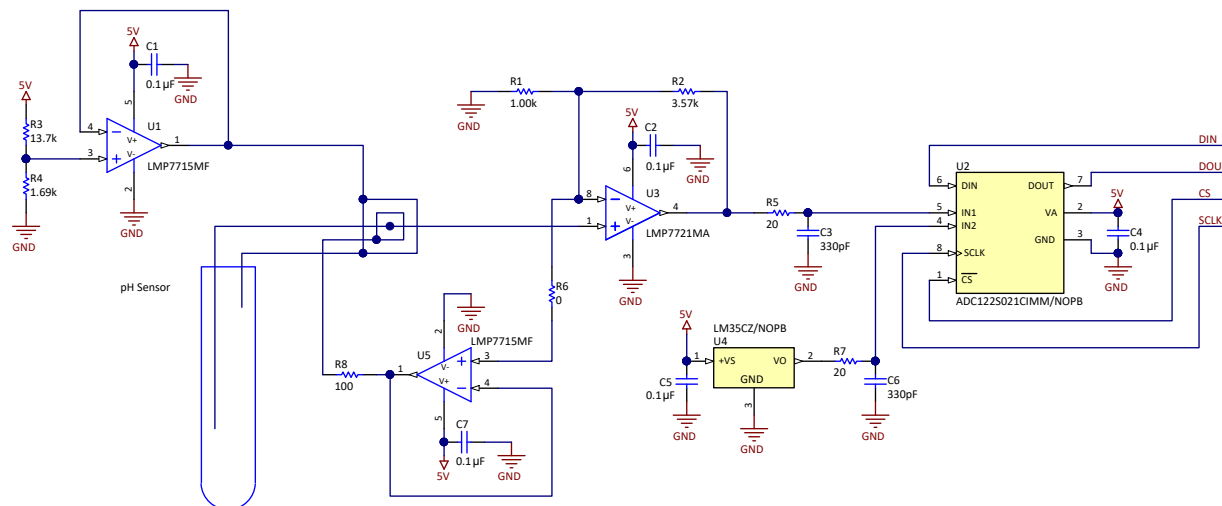 5V
C1
0.1µF
GND
5
4
U1
V+
V-
1
3
LMP7715MF
2
GND
5V
R3
13.7k
R4
1.69k
GND
R1
1.00k
GND
R2
3.57k
5V
C2
0.1µF
GND
6
8
U3
V+
V-
4
1
LMP7721MA
3
GND
R5
20
C3
330pF
GND
DIN
DOU
CS
SCLK
U2
6
DIN
DOUT
7
5
IN1
VA
2
4
IN2
GND
3
8
SCLK
1
CS
ADC122S021CIMM/NOPB
5V
C4
0.1µF
GND
pH Sensor
R6
0
GND
2
LMP7715MF
U5
V-
V+
3
1
4
5
R8
100
C7
0.1µF
GND
5V
5V
LM35CZ/NOPB
U4
1
+VS
VO
2
GND
3
GND
C5
0.1µF
GND
R7
20
C6
330pF
GND